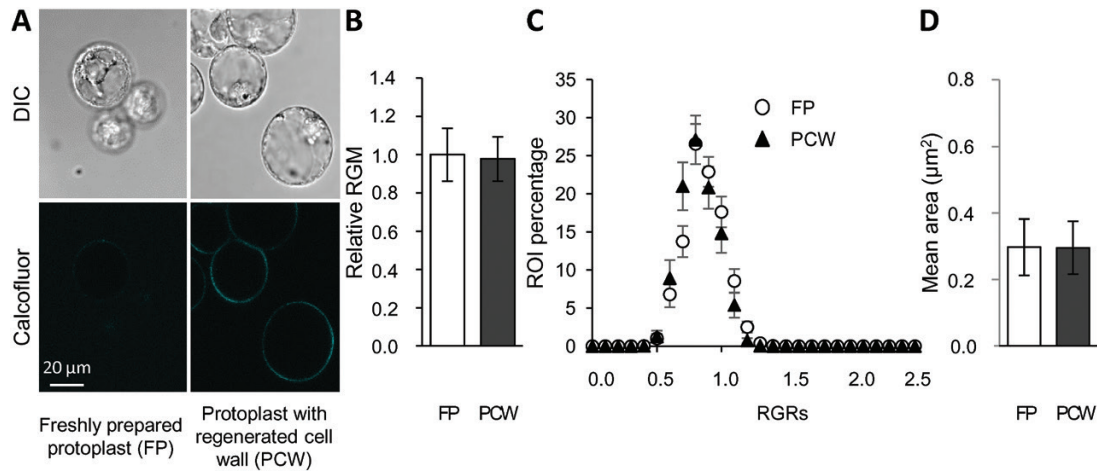 A
DIC
Calcofluor
20 µm
Freshly prepared
protoplast (FP)
Protoplast with
regenerated cell
wall (PCW)
B
Relative RGM
1.4
1.2
1.0
0.8
0.6
0.4
0.2
0.0
FP PCW
C
ROI percentage
35
30
25
20
15
10
5
0
FP
PCW
0.0 0.5 1.0 1.5 2.0 2.5
RGRs
D
Mean area (µm²)
0.8
0.6
0.4
0.2
0.0
FP PCW